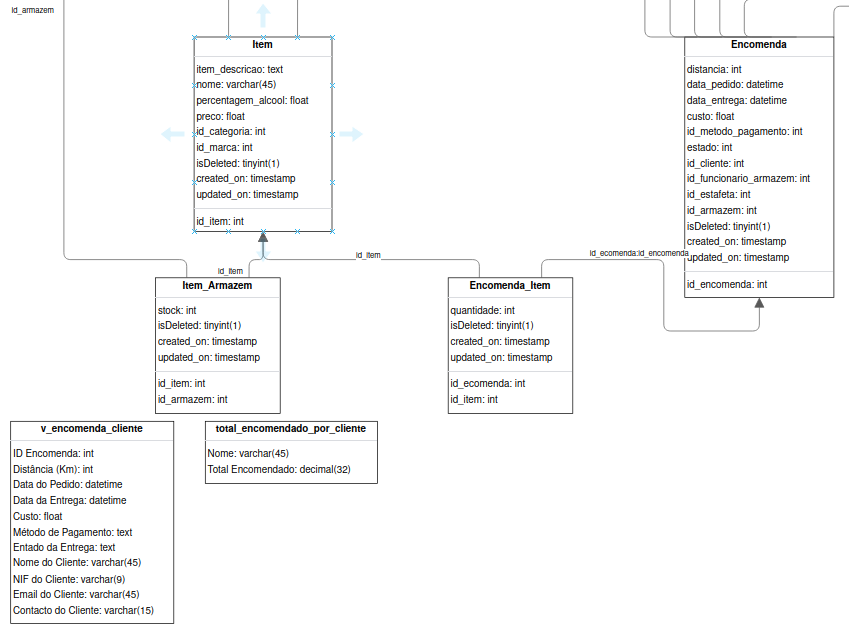 id_armazem
Item
item_descricao: text
nome: varchar(45)
percentagem_alcool: float
preco: float
id_categoria: int
id_marca: int
isDeleted: tinyint(1)
created_on: timestamp
updated_on: timestamp
id_item: int
Encomenda
distancia: int
data_pedido: datetime
data_entrega: datetime
custo: float
id_metodo_pagamento: int
estado: int
id_cliente: int
id_funcionario_armazem: int
id_estafeta: int
id_armazem: int
isDeleted: tinyint(1)
created_on: timestamp
updated_on: timestamp
id_encomenda: int
id_item
id_item
id_ecomenda:id_encomenda
Item_Armazem
stock: int
isDeleted: tinyint(1)
created_on: timestamp
updated_on: timestamp
id_item: int
id_armazem: int
Encomenda_Item
quantidade: int
isDeleted: tinyint(1)
created_on: timestamp
updated_on: timestamp
id_ecomenda: int
id_item: int
v_encomenda_cliente
ID Encomenda: int
Distância (Km): int
Data do Pedido: datetime
Data da Entrega: datetime
Custo: float
Método de Pagamento: text
Entado da Entrega: text
Nome do Cliente: varchar(45)
NIF do Cliente: varchar(9)
Email do Cliente: varchar(45)
Contacto do Cliente: varchar(15)
total_encomendado_por_cliente
Nome: varchar(45)
Total Encomendado: decimal(32)